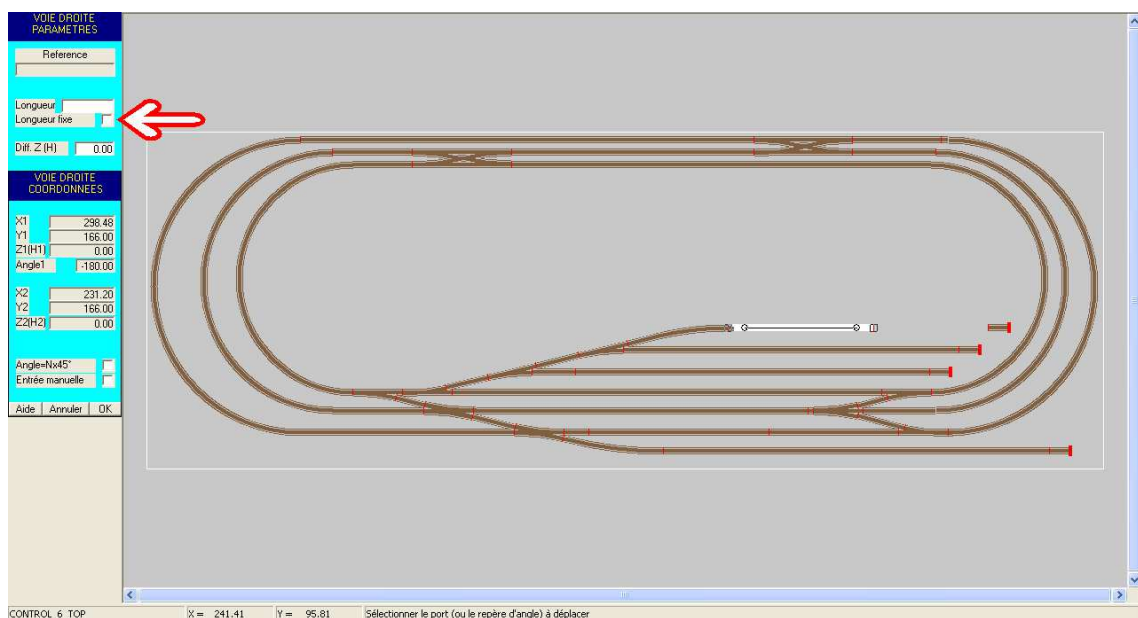 VOIE DROITE
PARAMETRES
Reference
Longueur
Longueur fixe
Diff. Z (H) 0.00
VOIE DROITE
COORDONNEES
X1 298.48
Y1 166.00
Z1(H1) 0.00
Angle1 -180.00
X2 231.20
Y2 166.00
Z2(H2) 0.00
Angle=Nx45°
Entrée manuelle
Aide Annuler OK
CONTROL 6 TOP X = 241.41 Y = 95.81 Sélectionner le port (ou le repère d'angle) à déplacer